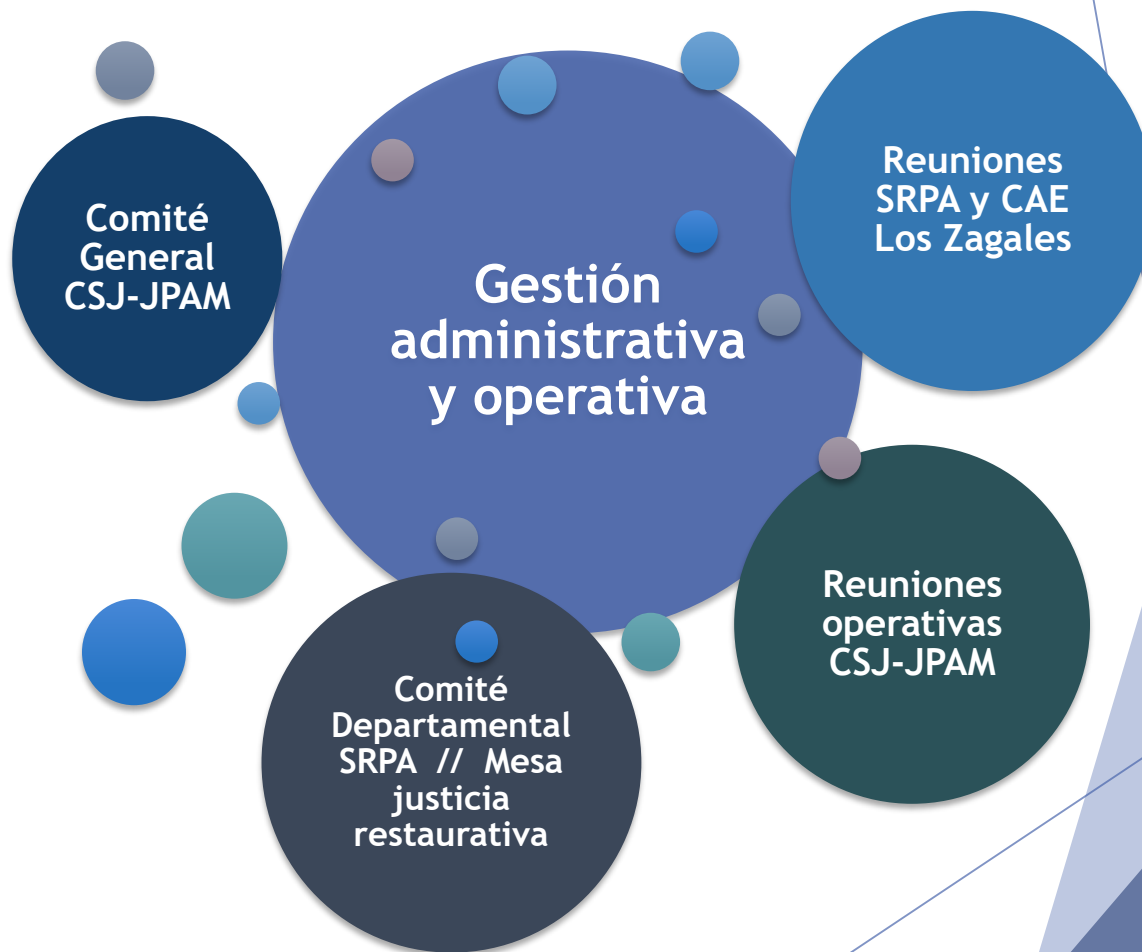 Comité
General
CSJ-JPAM
Gestión
administrativa
y operativa
Reuniones
SRPA y CAE
Los Zagales
Reuniones
operativas
CSJ-JPAM
Comité
Departamental
SRPA // Mesa
justicia
restaurativa